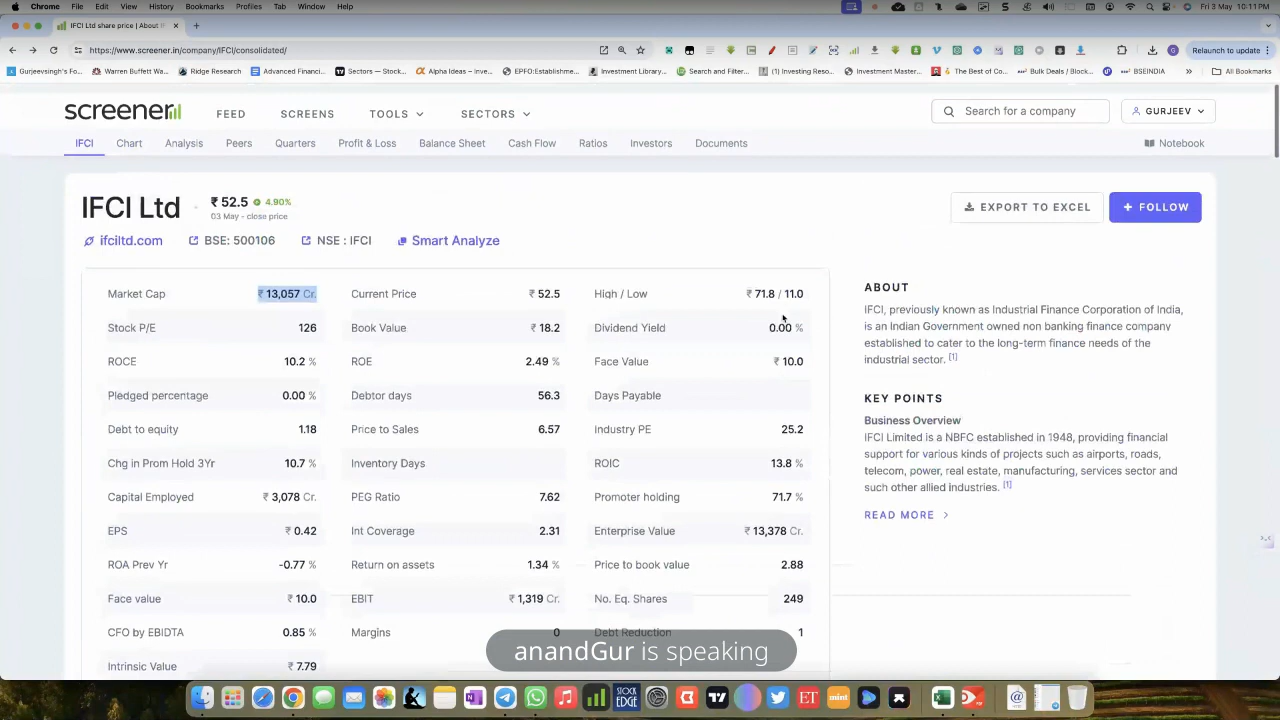 Chrome File Edit View History Bookmarks Profiles Tab Window Help Fri 3 May 10:11 PM
IFCI Ltd share price | About IF
https://www.screener.in/company/IFCI/consolidated/ Relaunch to update
Gurjeevsingh's Fo... Warren Buffett Wa... Ridge Research Advanced Financi... Sectors — Stock... Alpha Ideas – inve... EPFO:Establishme... Investment Library... Search and Filter... (1) Investing Reso... Investment Master... The Best of Co... Bulk Deals / Block... BSEINDIA » All Bookmarks
screener FEED SCREENS TOOLS SECTORS Search for a company GURJEEV
IFCI Chart Analysis Peers Quarters Profit & Loss Balance Sheet Cash Flow Ratios Investors Documents Notebook
IFCI Ltd ₹ 52.5 4.90%
03 May - close price
EXPORT TO EXCEL + FOLLOW
ifciltd.com BSE: 500106 NSE : IFCI Smart Analyze
Market Cap ₹ 13,057 Cr. Current Price ₹ 52.5 High / Low ₹ 71.8 / 11.0
Stock P/E 126 Book Value ₹ 18.2 Dividend Yield 0.00 %
ROCE 10.2 % ROE 2.49 % Face Value ₹ 10.0
Pledged percentage 0.00 % Debtor days 56.3 Days Payable
Debt to equity 1.18 Price to Sales 6.57 Industry PE 25.2
Chg in Prom Hold 3Yr 10.7 % Inventory Days ROIC 13.8 %
Capital Employed ₹ 3,078 Cr. PEG Ratio 7.62 Promoter holding 71.7 %
EPS ₹ 0.42 Int Coverage 2.31 Enterprise Value ₹ 13,378 Cr.
ROA Prev Yr -0.77 % Return on assets 1.34 % Price to book value 2.88
Face value ₹ 10.0 EBIT ₹ 1,319 Cr. No. Eq. Shares 249
CFO by EBIDTA 0.85 % Margins 0 Debt Reduction 1
Intrinsic Value ₹ 7.79
ABOUT
IFCI, previously known as Industrial Finance Corporation of India,
is an Indian Government owned non banking finance company
established to cater to the long-term finance needs of the
industrial sector. [1]
KEY POINTS
Business Overview
IFCI Limited is a NBFC established in 1948, providing financial
support for various kinds of projects such as airports, roads,
telecom, power, real estate, manufacturing, services sector and
such other allied industries. [1]
READ MORE
anandGur is speaking
STOCK EDGE
ET
mint